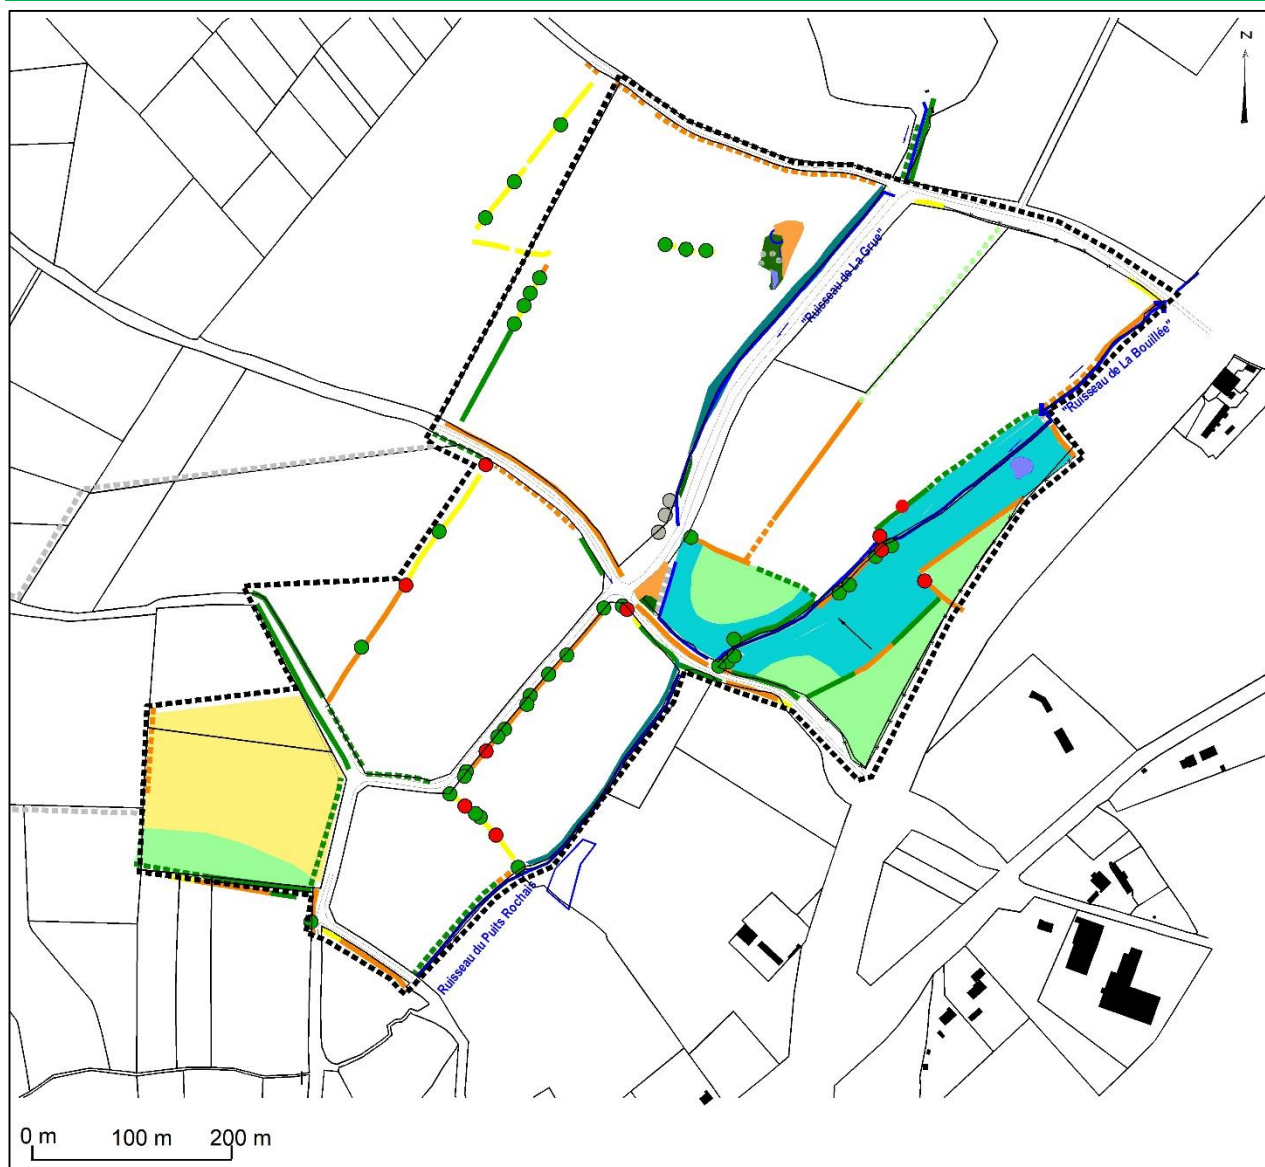 N
"Ruisseau de La Grue"
"Ruisseau de La Bouillée"
Ruisseau du Puits Rochais
0 m 100 m 200 m